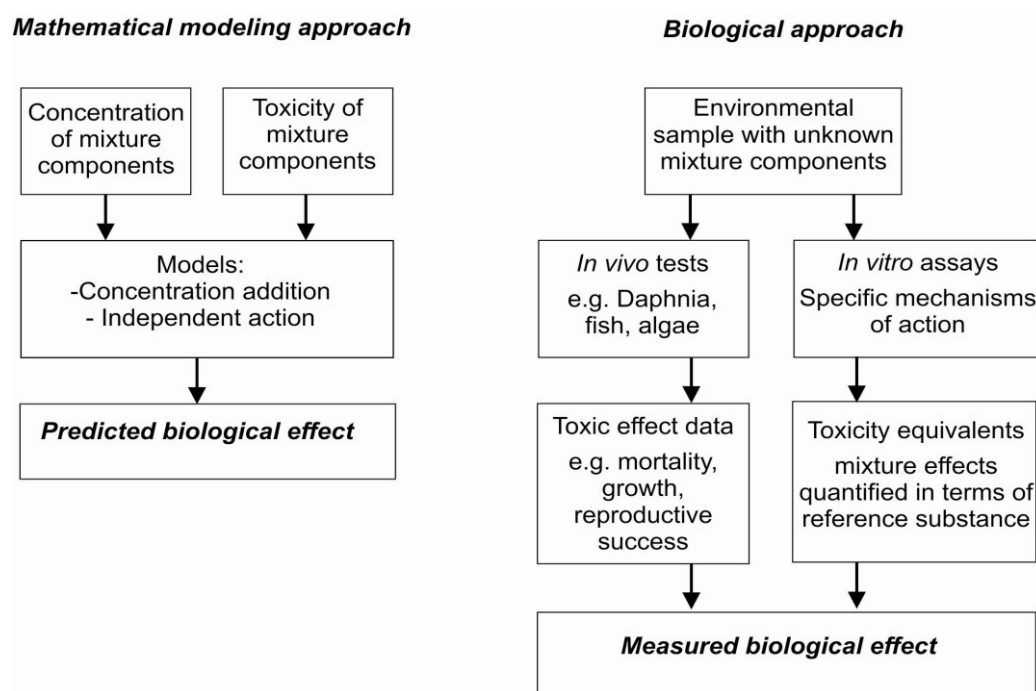 Mathematical modeling approach
Concentration
of mixture
components
Toxicity of
mixture
components
Models:
-Concentration addition
- Independent action
Predicted biological effect
Biological approach
Environmental
sample with unknown
mixture components
In vivo tests
e.g. Daphnia,
fish, algae
In vitro assays
Specific mechanisms
of action
Toxic effect data
e.g. mortality,
growth,
reproductive
success
Toxicity equivalents
mixture effects
quantified in terms of
reference substance
Measured biological effect